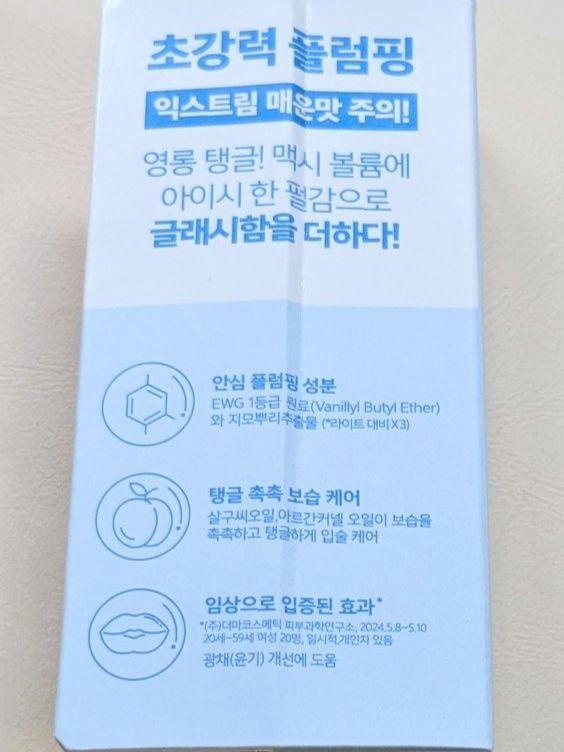 초강력 플럼핑
익스트림 매운맛 주의!
영롱 탱글! 맥시 볼륨에
아이시 한 펄감으로
글래시함을 더하다!
안심 플럼핑 성분
EWG 1등급 원료(Vanillyl Butyl Ether)
와 지모뿌리추출물 (*라이트 대비X3)
탱글 촉촉 보습 케어
살구씨오일,아르간커넬 오일이 보습을
촉촉하고 탱글하게 입술 케어
임상으로 입증된 효과*
*(주)더마코스메틱 피부과학연구소, 2024.5.8~5.10
20세~59세 여성 20명, 일시적,개인차 있음
광채(윤기) 개선에 도움